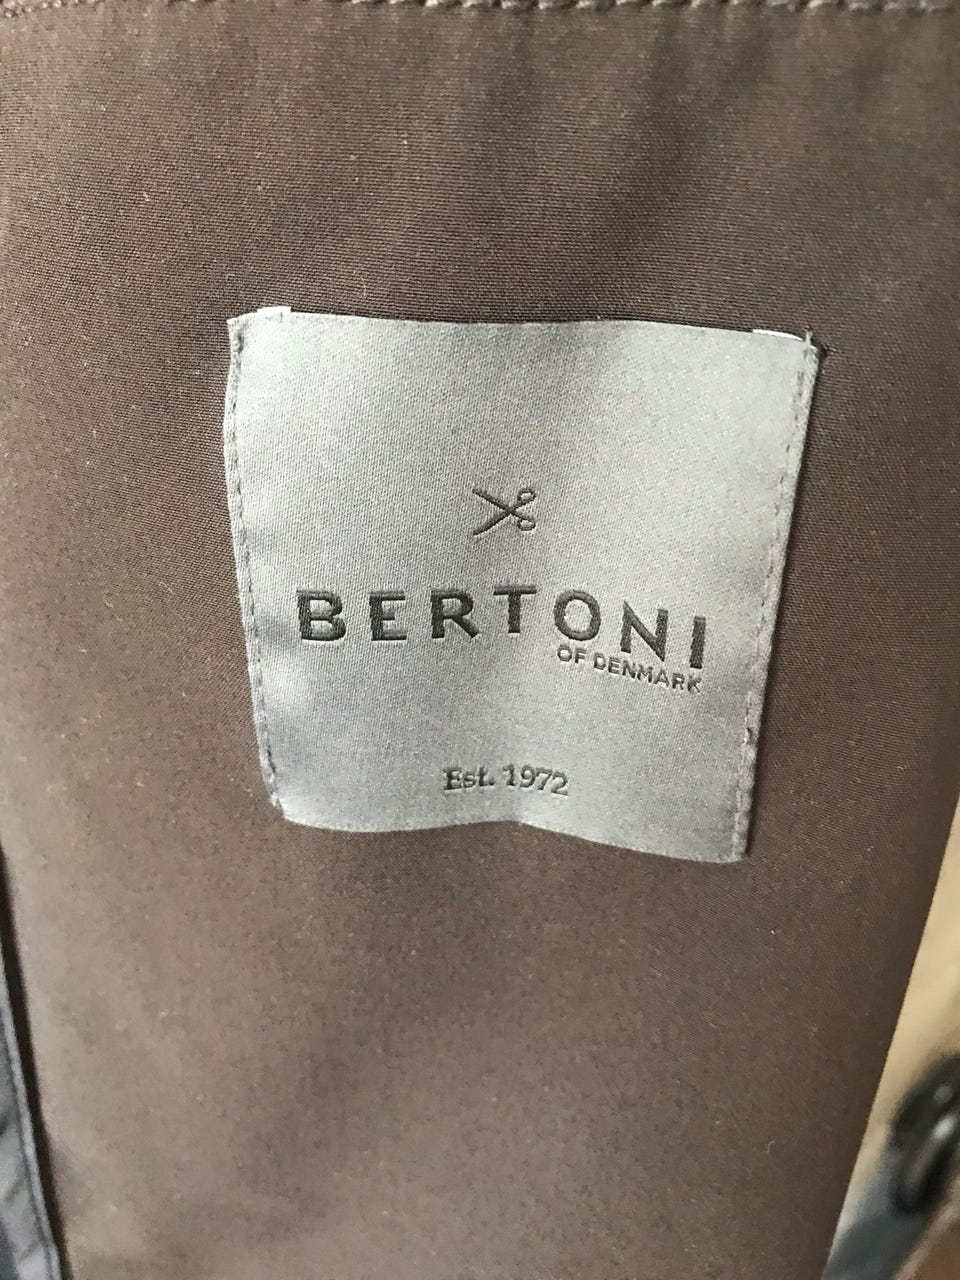 BERTONI
OF DENMARK
Est. 1972